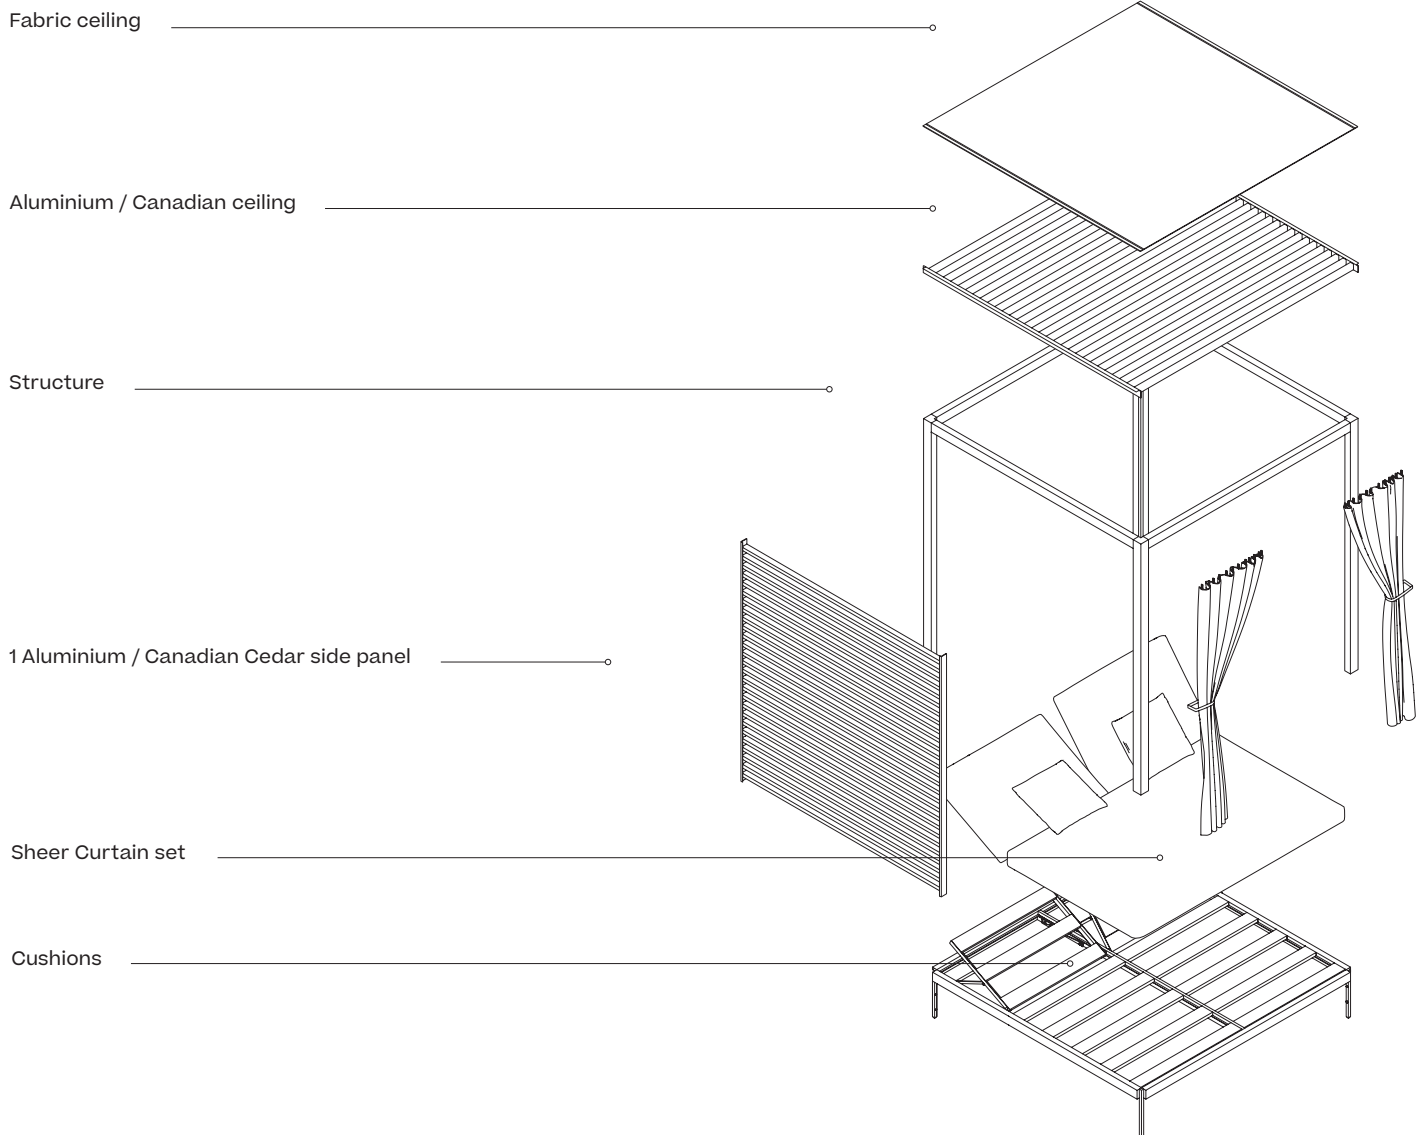 Fabric ceiling
Aluminium / Canadian ceiling
Structure
1 Aluminium / Canadian Cedar side panel
Sheer Curtain set
Cushions